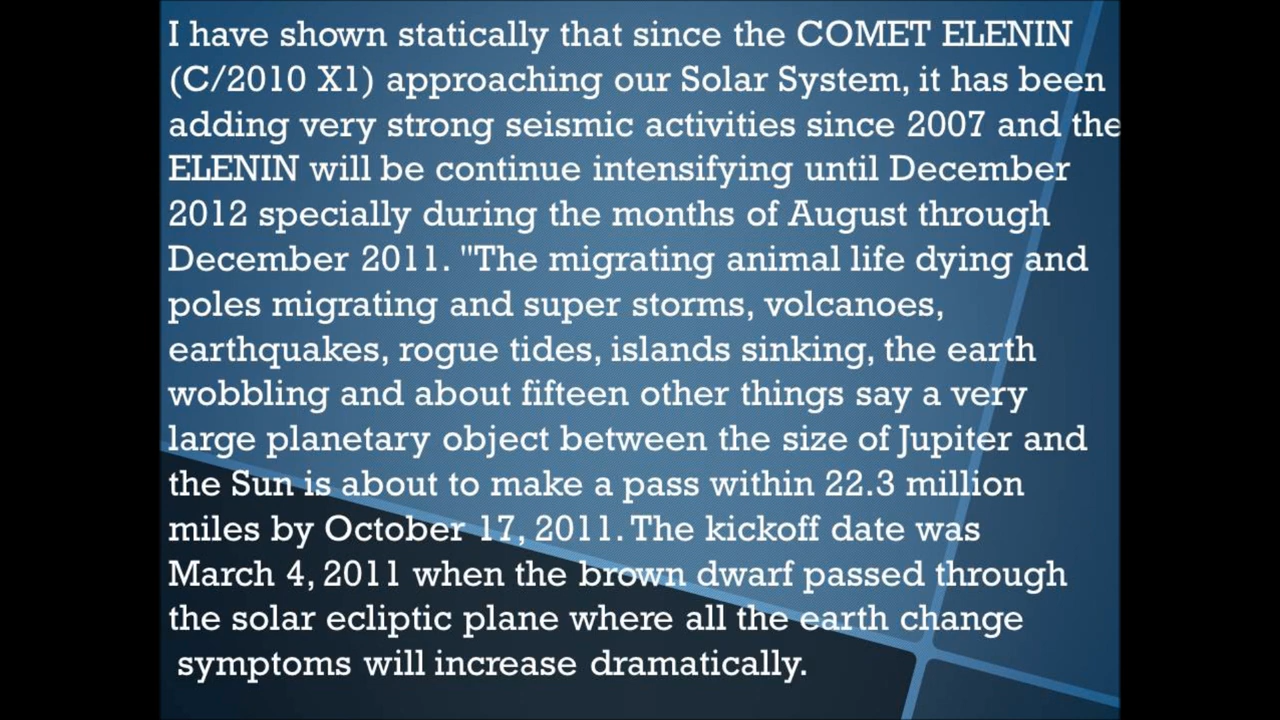 I have shown statically that since the COMET ELENIN
(C/2010 X1) approaching our Solar System, it has been
adding very strong seismic activities since 2007 and the
ELENIN will be continue intensifying until December
2012 specially during the months of August through
December 2011. "The migrating animal life dying and
poles migrating and super storms, volcanoes,
earthquakes, rogue tides, islands sinking, the earth
wobbling and about fifteen other things say a very
large planetary object between the size of Jupiter and
the Sun is about to make a pass within 22.3 million
miles by October 17, 2011. The kickoff date was
March 4, 2011 when the brown dwarf passed through
the solar ecliptic plane where all the earth change
symptoms will increase dramatically.